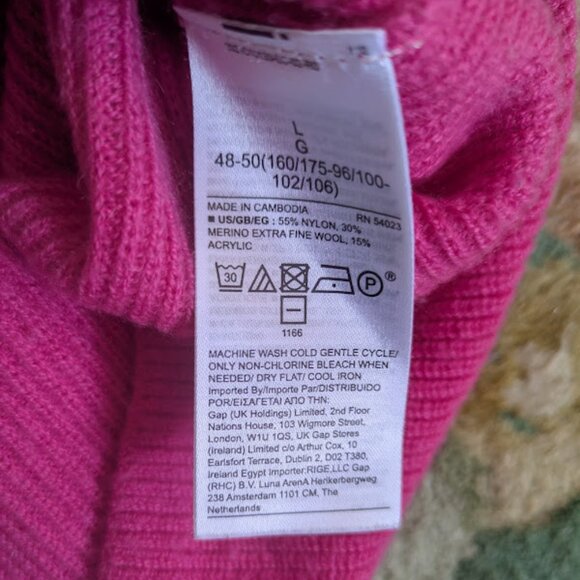 L
G
48-50(160/175-96/100-
102/106)
MADE IN CAMBODIA RN 54023
■ US/GB/EG : 55% NYLON, 30%
MERINO EXTRA FINE WOOL, 15%
ACRYLIC
30 P ®
1166
MACHINE WASH COLD GENTLE CYCLE/
ONLY NON-CHLORINE BLEACH WHEN
NEEDED/ DRY FLAT/ COOL IRON
Imported By/Importe Par/DISTRIBUIDO
POR/ΕΙΣΑΓΕΤΑΙ ΑΠΟ ΤΗΝ:
Gap (UK Holdings) Limited, 2nd Floor
Nations House, 103 Wigmore Street,
London, W1U 1QS, UK Gap Stores
(Ireland) Limited c/o Arthur Cox, 10
Earlsfort Terrace, Dublin 2, D02 T380,
Ireland Egypt Importer:RIGE,LLC Gap
(RHC) B.V. Luna ArenA Herikerbergweg
238 Amsterdam 1101 CM, The
Netherlands